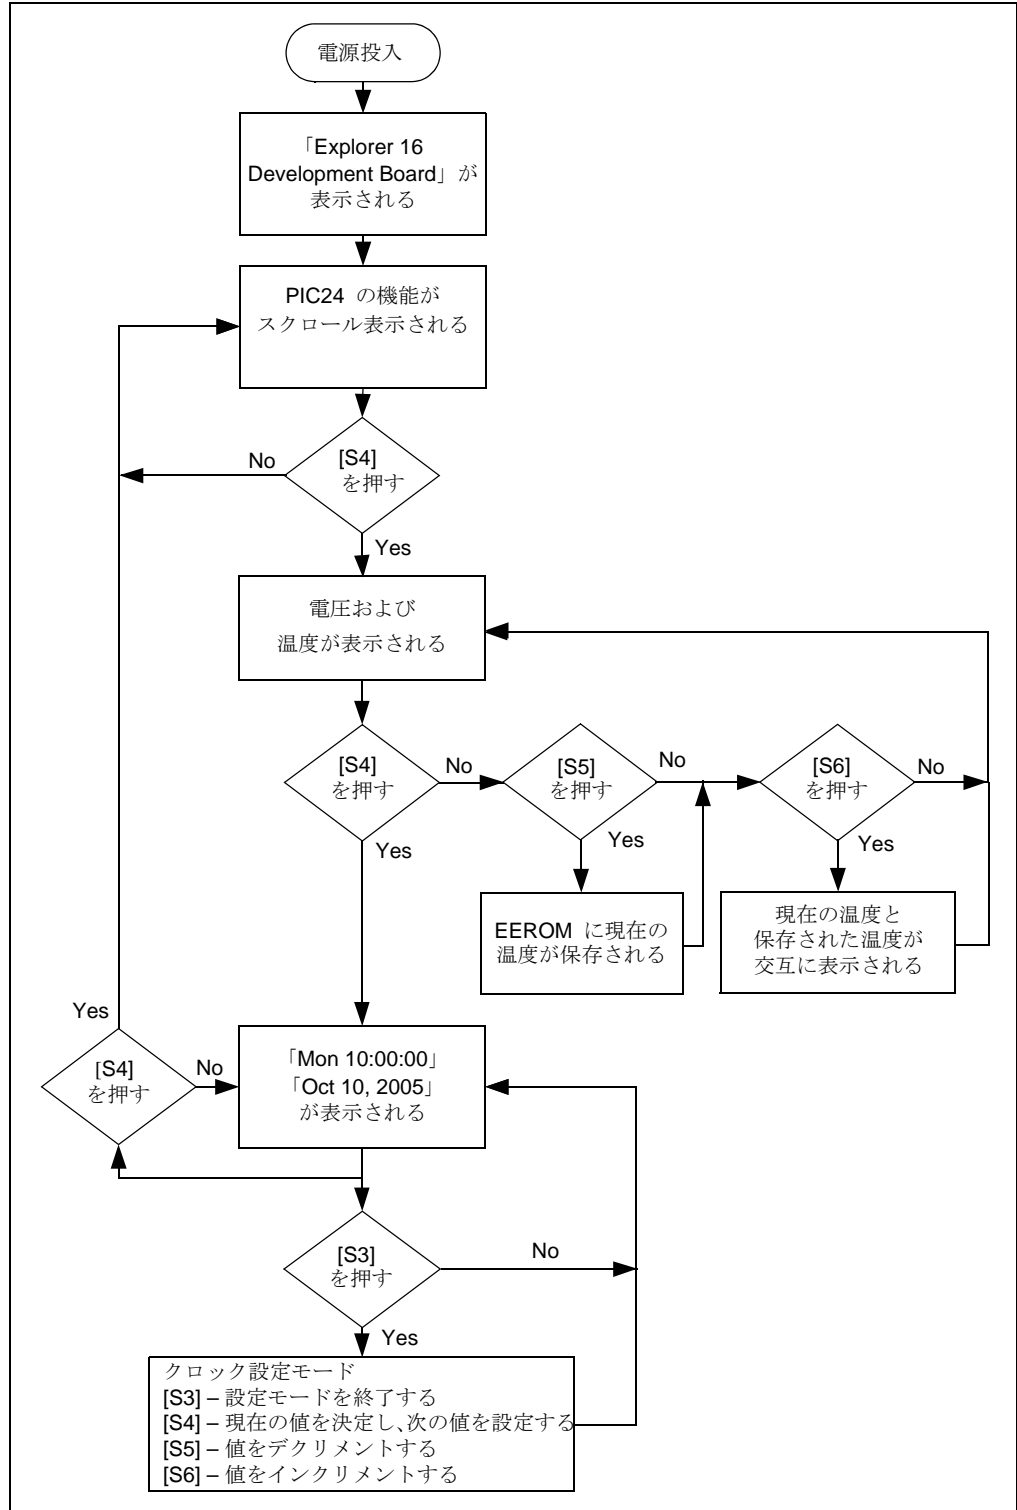 電源投入
「Explorer 16
Development Board」が
表示される
PIC24 の機能が
スクロール表示される
[S4]
を押す
No
Yes
電圧および
温度が表示される
[S4]
を押す
No
Yes
[S5]
を押す
No
Yes
[S6]
を押す
No
Yes
EEROM に現在の
温度が保存される
現在の温度と
保存された温度が
交互に表示される
Yes
[S4]
を押す
No
「Mon 10:00:00」
「Oct 10, 2005」
が表示される
[S3]
を押す
No
Yes
クロック設定モード
[S3] – 設定モードを終了する
[S4] – 現在の値を決定し、次の値を設定する
[S5] – 値をデクリメントする
[S6] – 値をインクリメントする